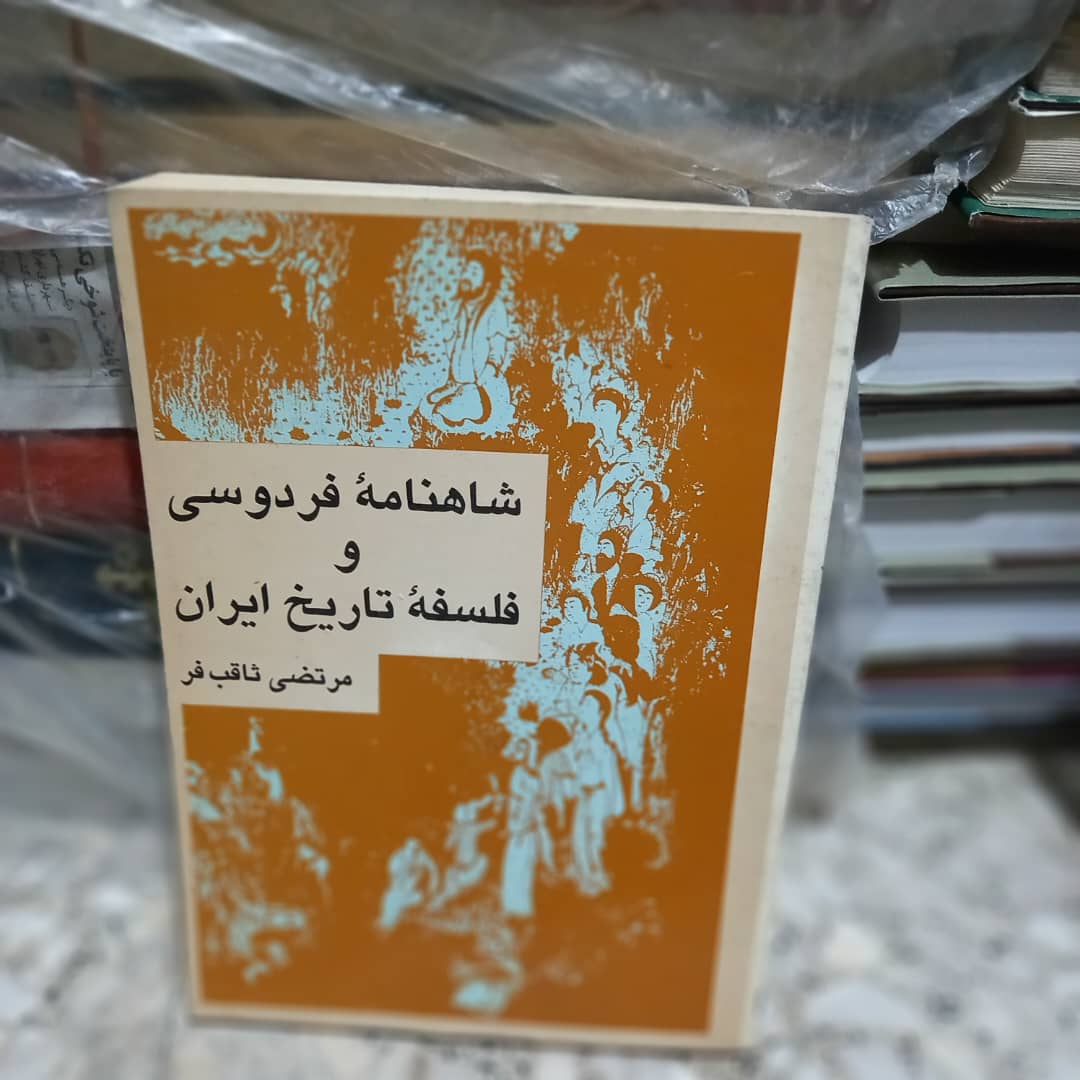 شاهنامهٔ فردوسی
و
فلسفهٔ تاریخ ایران
مرتضی ثاقب فر